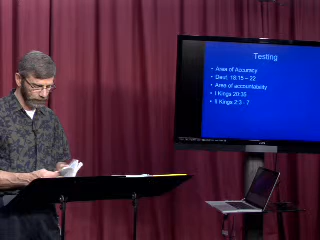 Testing
• Area of Accuracy
• Deut. 18:15 – 22
• Area of accountability
• I Kings 20:35
• II Kings 2:3 - 7